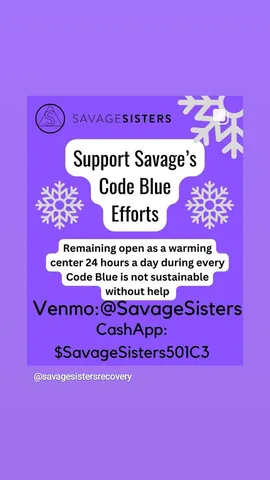 SAVAGESISTERS
Support Savage's
Code Blue
Efforts
Remaining open as a warming
center 24 hours a day during every
Code Blue is not sustainable
without help
Venmo:@SavageSisters
CashApp:
$SavageSisters501C3
@savagesistersrecovery